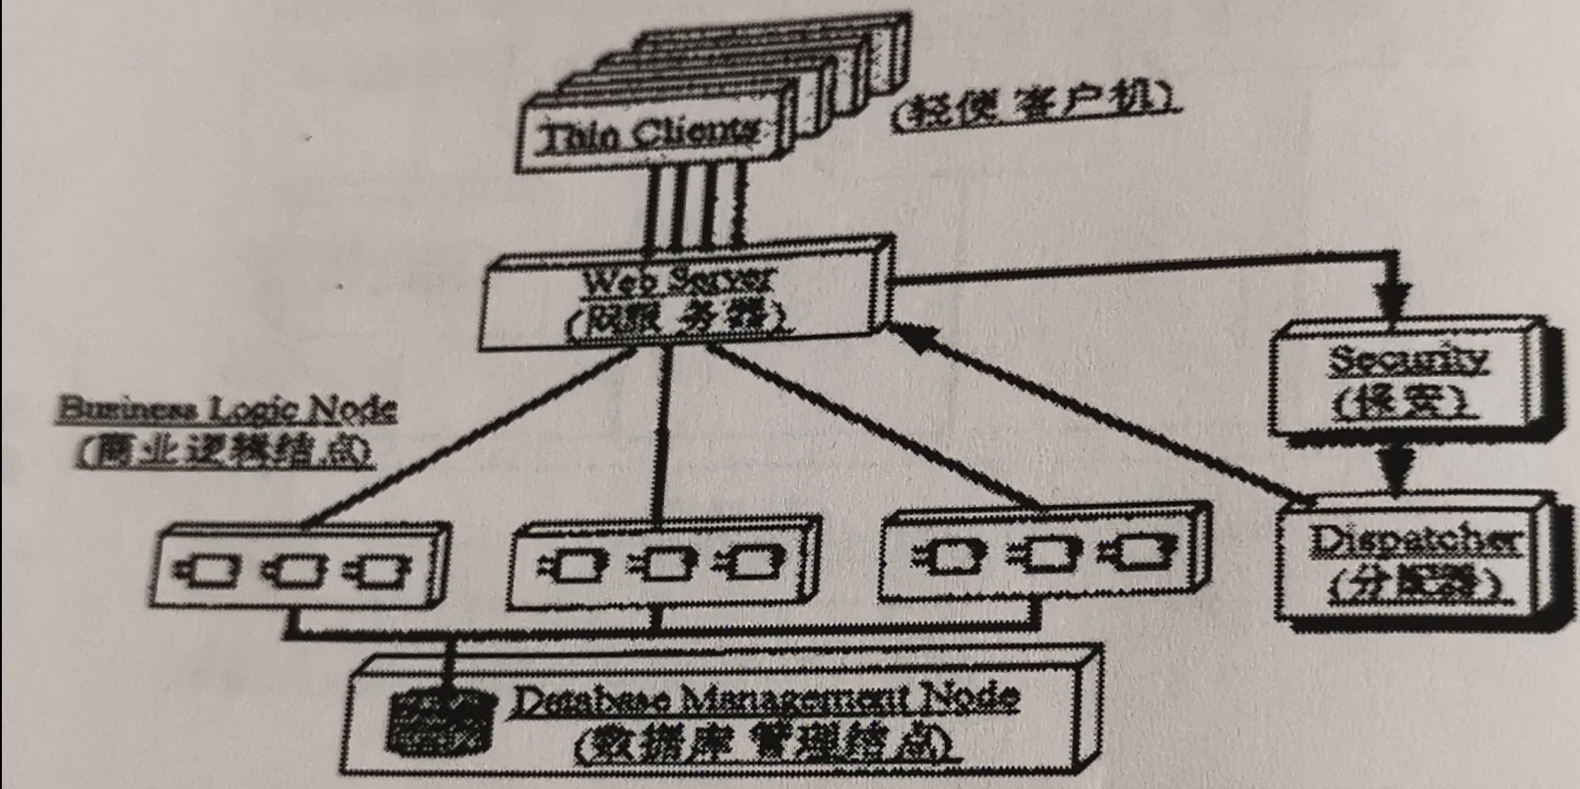 Thin Clients
(轻便客户机)
Web Server
(网服务器)
Security
(保安)
Business Logic Node
(商业逻辑结点)
Dispatcher
(分配器)
Database Management Node
(数据库管理结点)